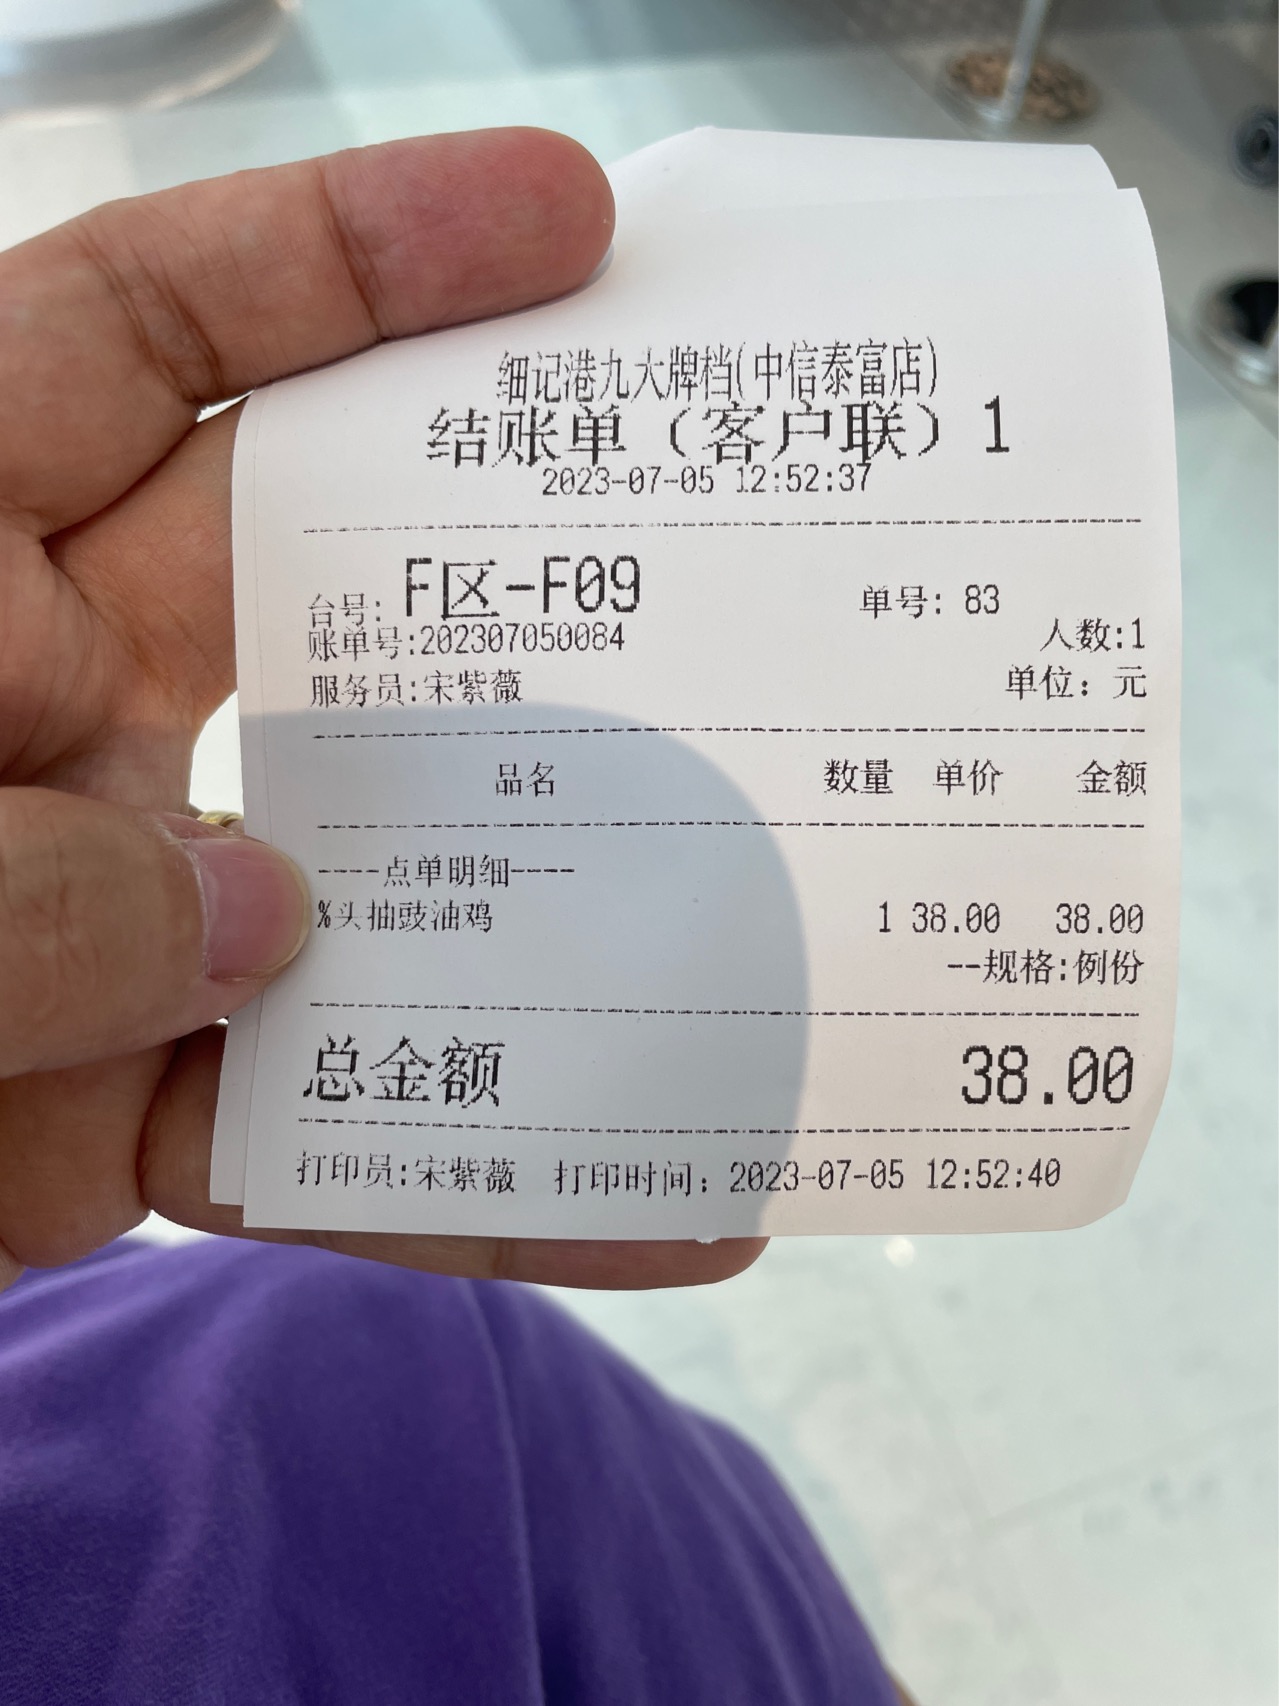 细记港九大牌档(中信泰富店)
结账单（客户联）1
2023-07-05 12:52:37
台号: F区-F09 单号: 83
账单号:202307050084 人数:1
服务员:宋紫薇 单位: 元
品名 数量 单价 金额
----点单明细----
%头抽豉油鸡 1 38.00 38.00
--规格:例份
总金额 38.00
打印员:宋紫薇 打印时间: 2023-07-05 12:52:40